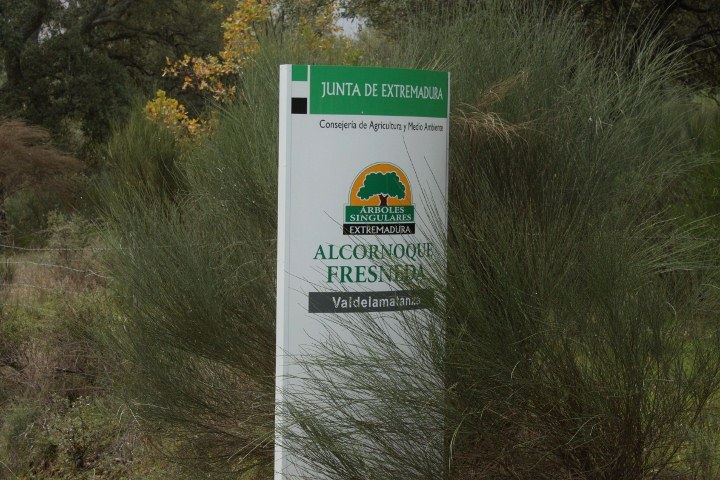 JUNTA DE EXTREMADURA
Consejería de Agricultura y Medio Ambiente
ÁRBOLES
SINGULARES
EXTREMADURA
ALCORNOQUE
FRESNEDA
Valdelamatanza